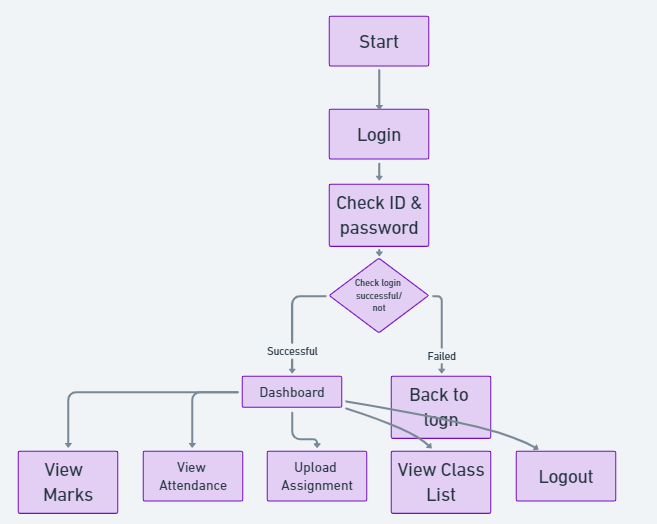 Start
Login
Check ID &
password
Check login
successful/
not
Successful
Failed
Dashboard
Back to
logn
View
Marks
View
Attendance
Upload
Assignment
View Class
List
Logout